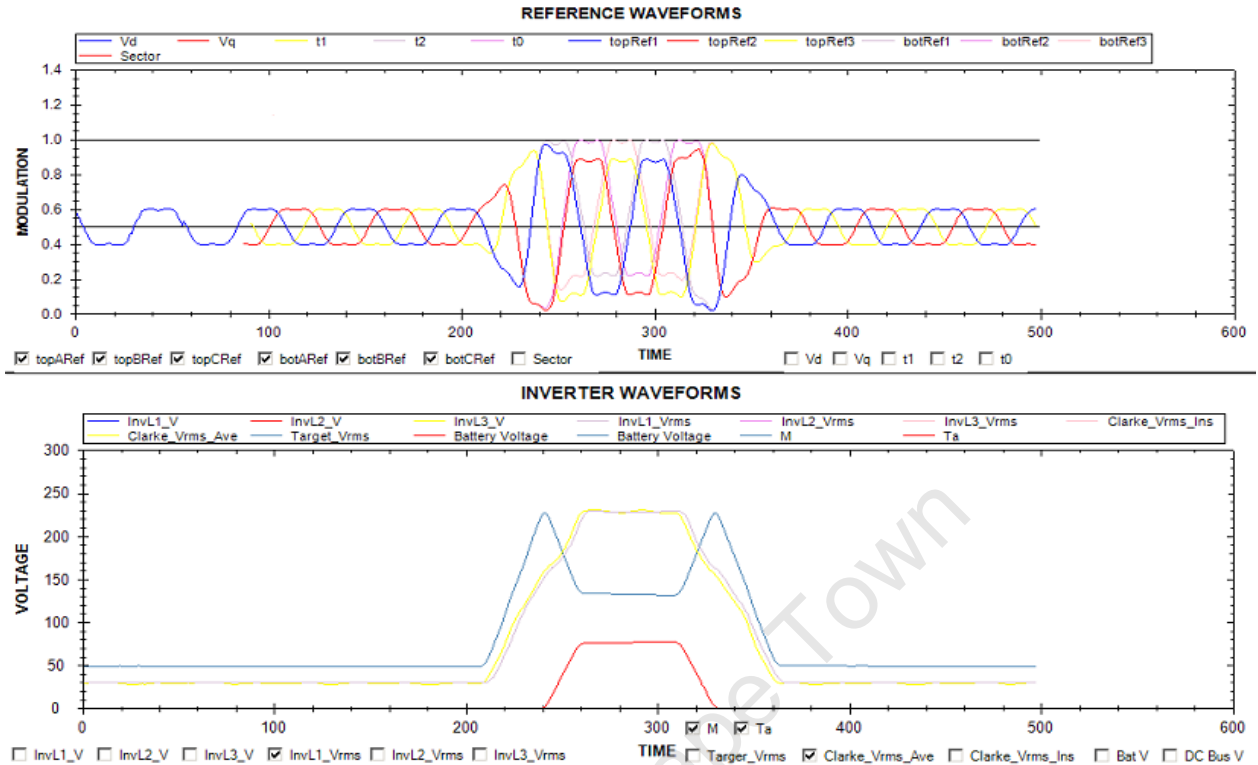 REFERENCE WAVEFORMS
Vd Vq t1 t2 t0 topRef1 topRef2 topRef3 botRef1 botRef2 botRef3
Sector
1.4
1.2
1.0
0.8
0.6
0.4
0.2
0.0
MODULATION
0 100 200 300 400 500 600
TIME
topARef topBRef topCRef botARef botBRef botCRef Sector Vd Vq t1 t2 t0
INVERTER WAVEFORMS
InvL1_V InvL2_V InvL3_V InvL1_Vrms InvL2_Vrms InvL3_Vrms Clarke_Vrms_Ins
Clarke_Vrms_Ave Target_Vrms Battery Voltage Battery Voltage M Ta
300
250
200
150
100
50
0
VOLTAGE
0 100 200 300 400 500 600
M Ta
TIME
InvL1_V InvL2_V InvL3_V InvL1_Vrms InvL2_Vrms InvL3_Vrms Targer_Vrms Clarke_Vrms_Ave Clarke_Vrms_Ins Bat V DC Bus V
Town